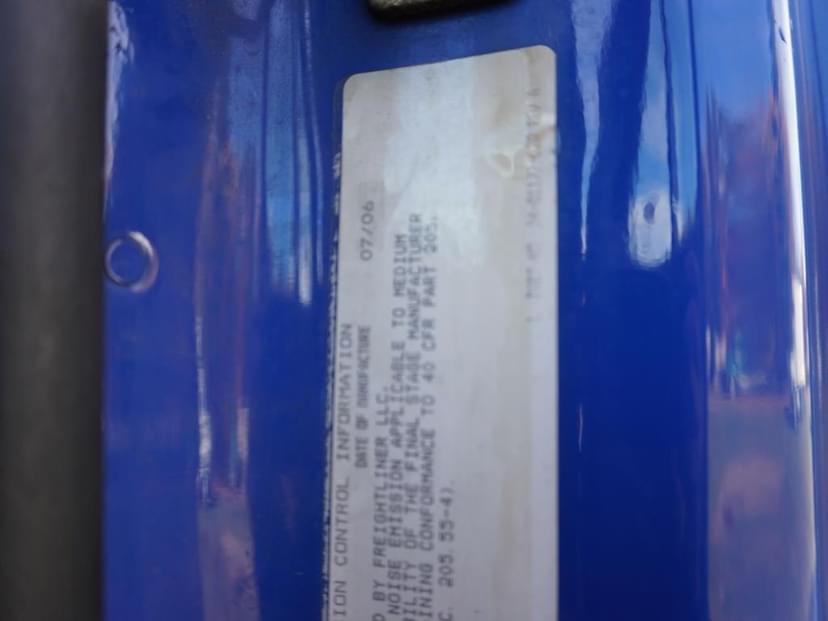 ION CONTROL INFORMATION
DATE OF MANUFACTURE 07/06
D BY FREIGHTLINER LLC.
NOISE EMISSION APPLICABLE TO MEDIUM
BILITY OF THE FINAL STAGE MANUFACTURER
INING CONFORMANCE TO 40 CFR PART 205.
C. 205.55-4).